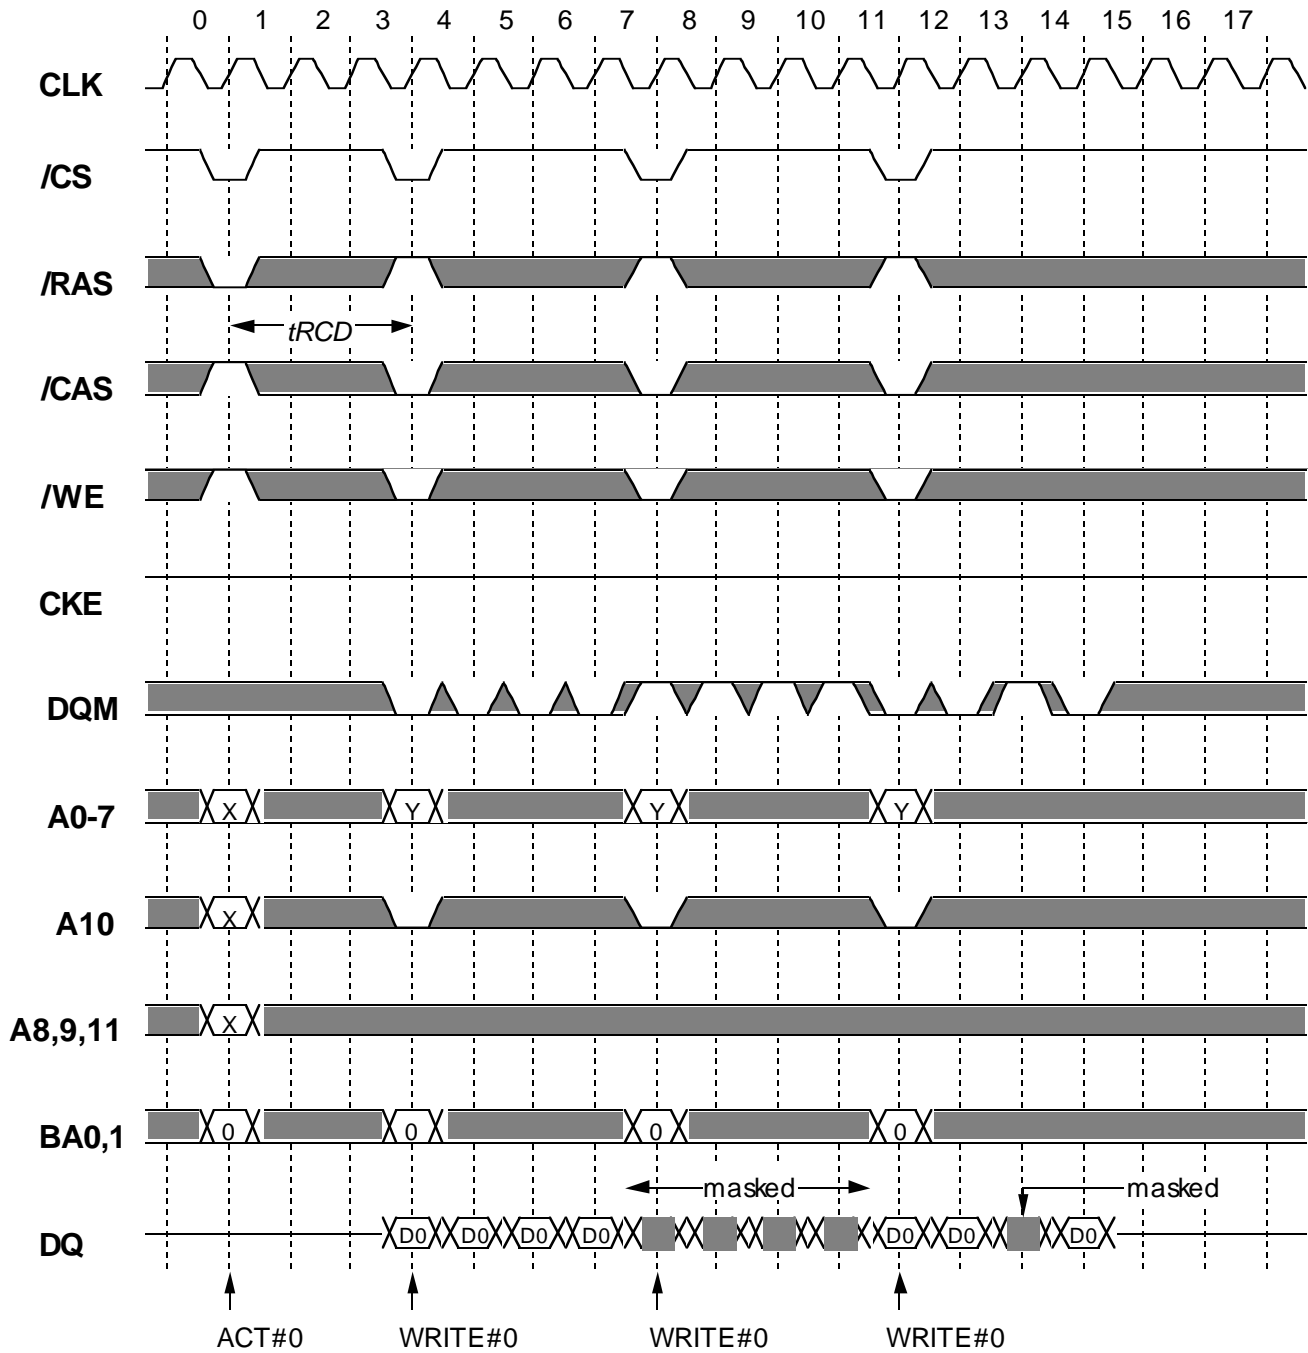 0 1 2 3 4 5 6 7 8 9 10 11 12 13 14 15 16 17
CLK
/CS
/RAS
tRCD
/CAS
/WE
CKE
DQM
A0-7 X Y Y Y
A10 X
A8,9,11 X
BA0,1 0 0 0 0
masked masked
DQ D0 D0 D0 D0 D0 D0 D0
ACT#0 WRITE#0 WRITE#0 WRITE#0